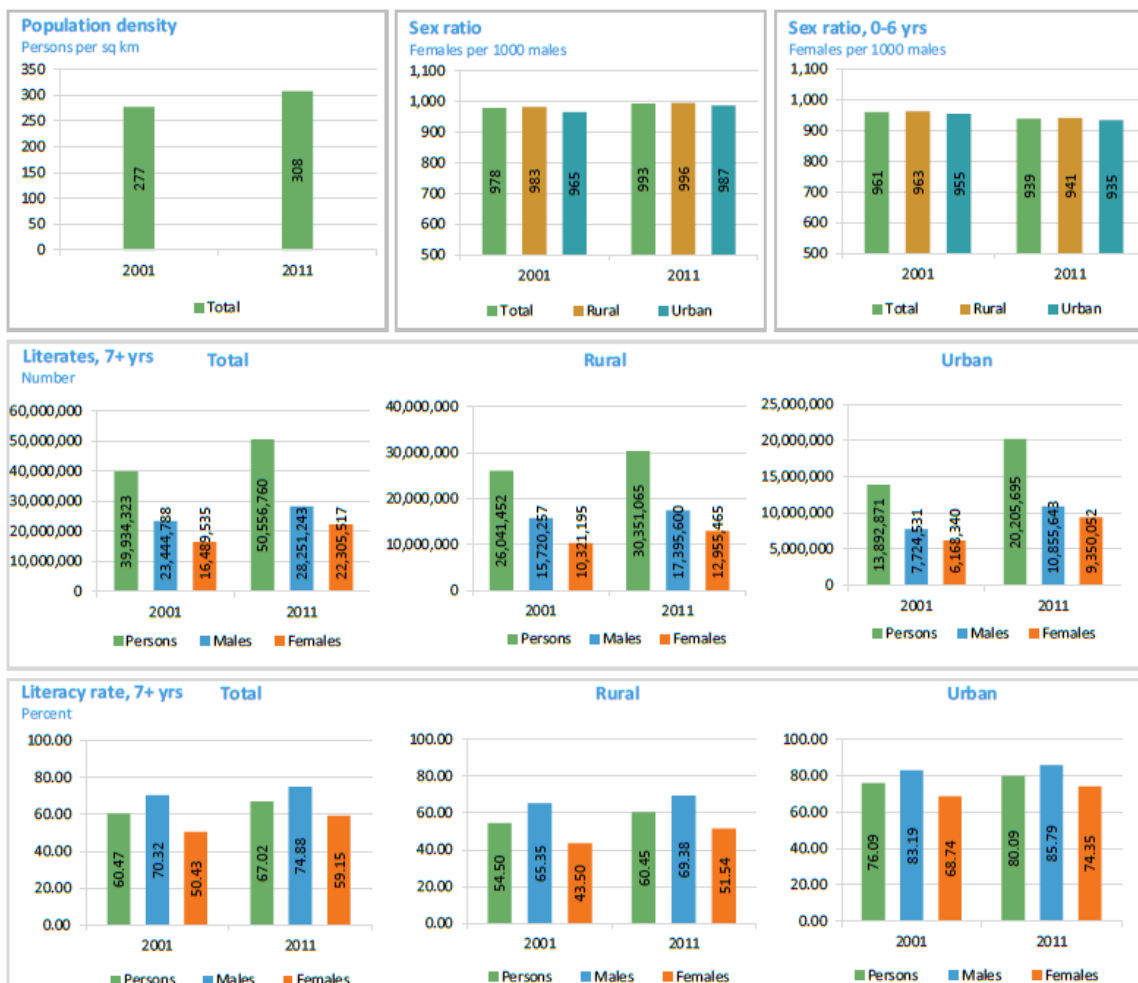 Population density
Persons per sq km
350
300
250
200
150
100
50
0
277
308
2001 2011
Total
Sex ratio
Females per 1000 males
1,100
1,000
900
800
700
600
500
978 983 965 993 996 987
2001 2011
Total Rural Urban
Sex ratio, 0-6 yrs
Females per 1000 males
1,100
1,000
900
800
700
600
500
961 963 955 939 941 935
2001 2011
Total Rural Urban
Literates, 7+ yrs Total
Number
60,000,000
50,000,000
40,000,000
30,000,000
20,000,000
10,000,000
0
39,934,323 23,444,788 16,489,535 50,556,760 28,251,243 22,305,517
2001 2011
Persons Males Females
Rural
40,000,000
30,000,000
20,000,000
10,000,000
0
26,041,452 15,720,257 10,321,195 30,351,065 17,395,600 12,955,465
2001 2011
Persons Males Females
Urban
25,000,000
20,000,000
15,000,000
10,000,000
5,000,000
0
13,892,871 7,724,531 6,168,340 20,205,695 10,855,643 9,350,052
2001 2011
Persons Males Females
Literacy rate, 7+ yrs Total
Percent
100.00
80.00
60.00
40.00
20.00
0.00
60.47 70.32 50.43 67.02 74.88 59.15
2001 2011
Persons Males Females
Rural
100.00
80.00
60.00
40.00
20.00
0.00
54.50 65.35 43.50 60.45 69.38 51.54
2001 2011
Persons Males Females
Urban
100.00
80.00
60.00
40.00
20.00
0.00
76.09 83.19 68.74 80.09 85.79 74.35
2001 2011
Persons Males Females